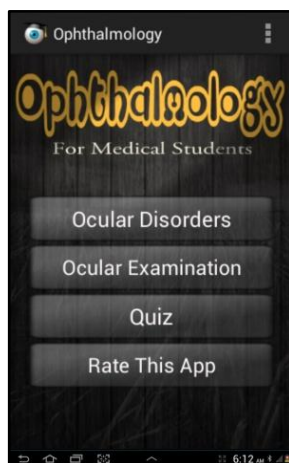 Ophthalmology
Ophthalmology
For Medical Students
Ocular Disorders
Ocular Examination
Quiz
Rate This App
6:12 AM